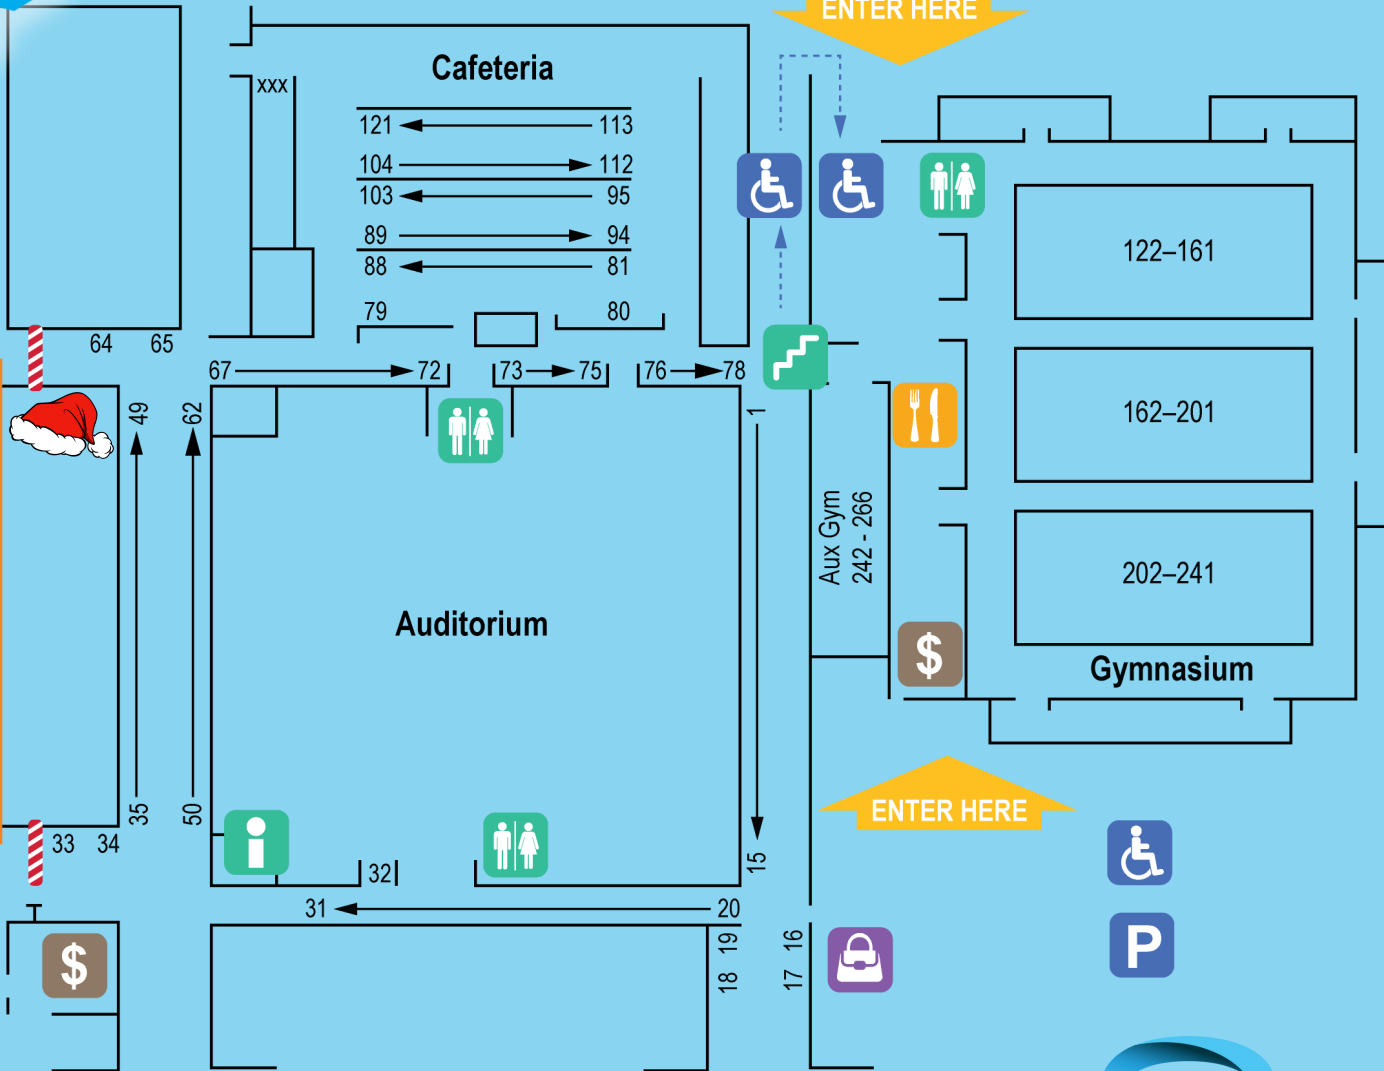 ENTER HERE
Cafeteria
xxx
121 113
104 112
103 95
89 94
88 81
79 80
64 65
67 72 73 75 76 78
49 62 1
122–161
162–201
202–241
Gymnasium
Aux Gym
242 - 266
Auditorium
$
ENTER HERE
35 50 15
33 34
32
31 20
19 16
18 17
$
P